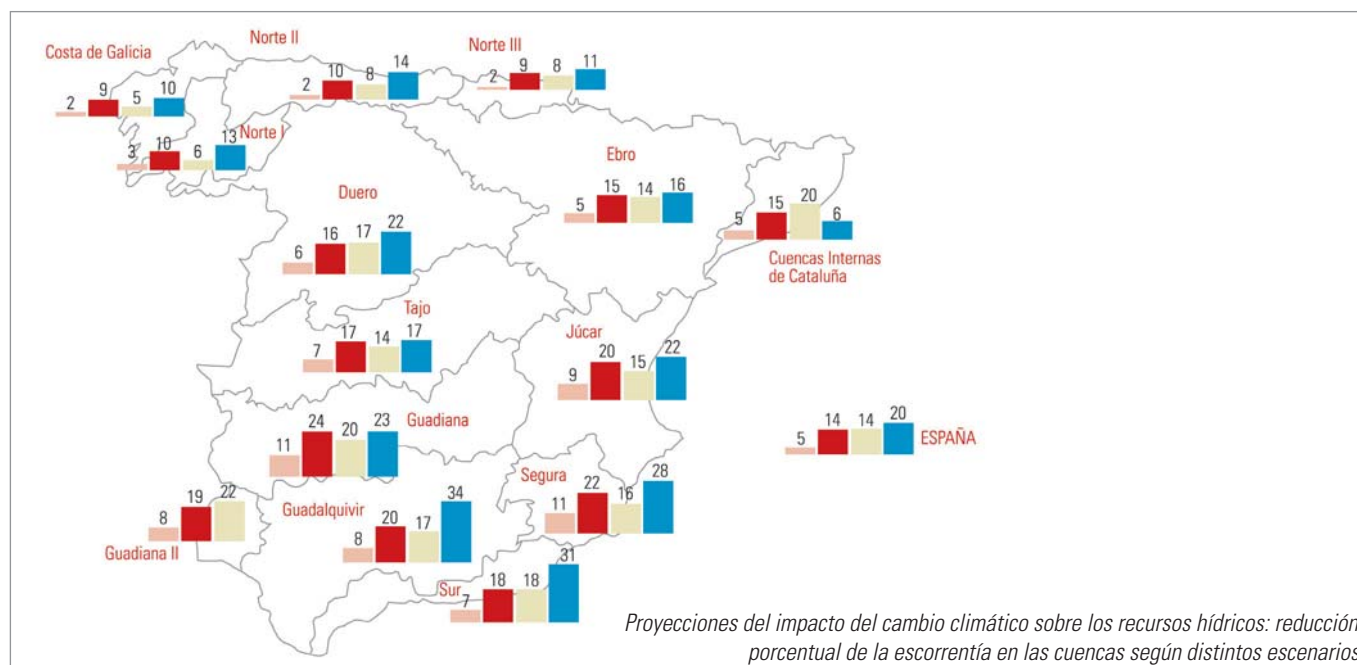 Norte II
Norte III
Costa de Galicia
2 10 8 14
2 9 8 11
2 9 5 10
Norte I
3 10 6 13
Ebro
5 15 14 16
5 15 20 6
Cuencas Internas
de Cataluña
Duero
6 16 17 22
Tajo
7 17 14 17
Júcar
9 20 15 22
Guadiana
11 24 20 23
5 14 14 20 ESPAÑA
Segura
11 22 16 28
8 19 22
Guadiana II
Guadalquivir
8 20 17 34
Sur
7 18 18 31
Proyecciones del impacto del cambio climático sobre los recursos hídricos: reducción
porcentual de la escorrentía en las cuencas según distintos escenarios